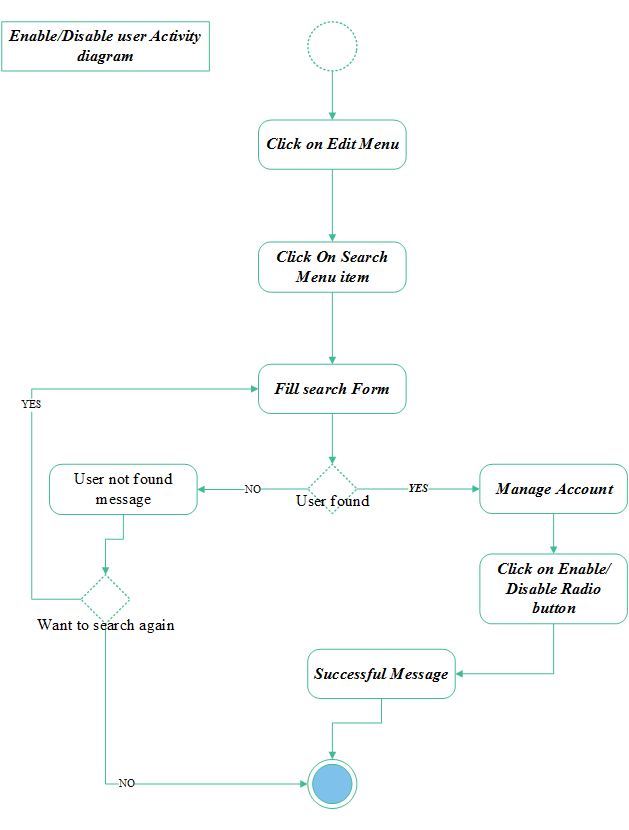 Enable/Disable user Activity
diagram
Click on Edit Menu
Click On Search
Menu item
Fill search Form
YES
User not found
message
NO
User found
YES
Manage Account
Click on Enable/
Disable Radio
button
Want to search again
Successful Message
NO